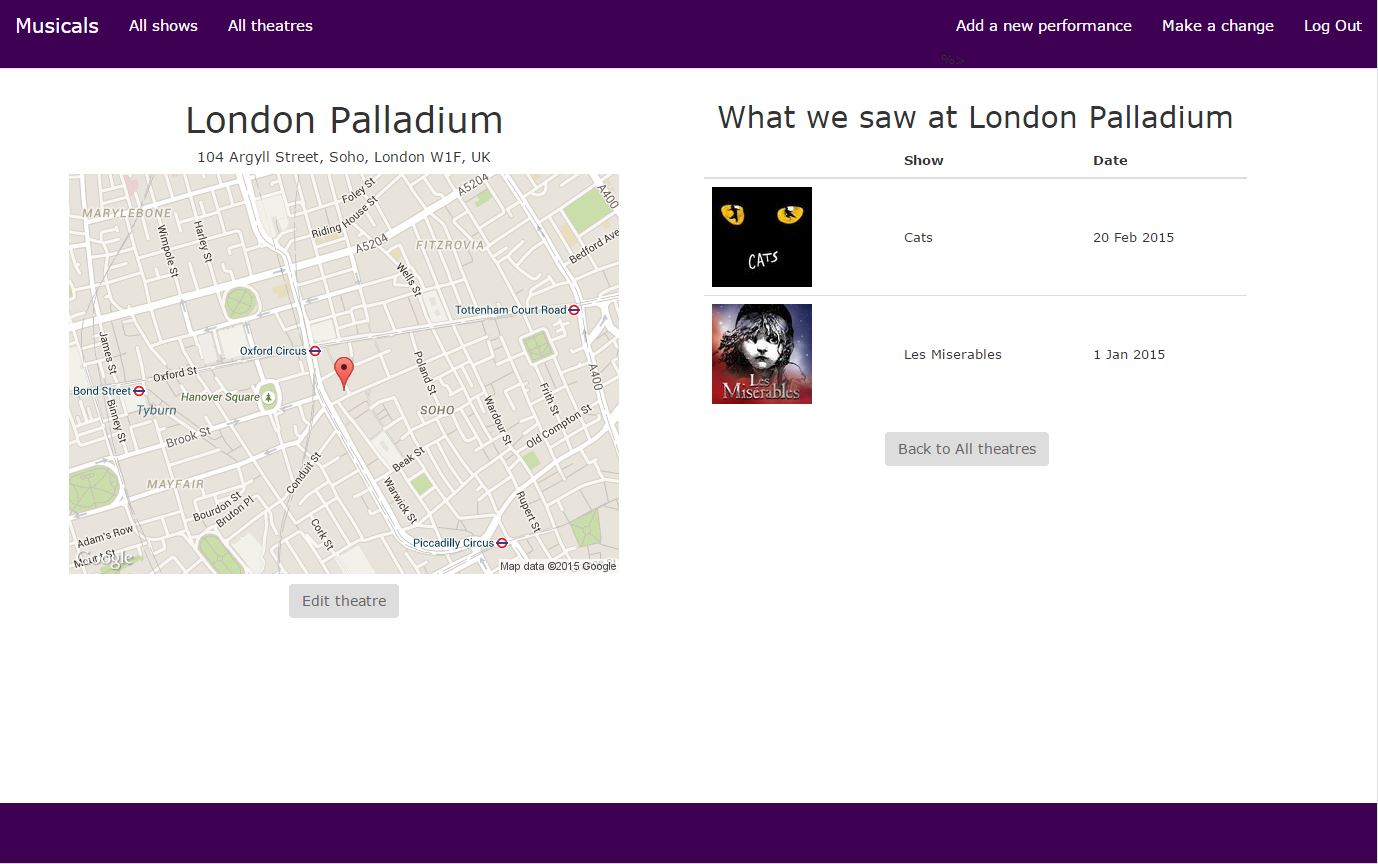 Musicals All shows All theatres Add a new performance Make a change Log Out
%>
London Palladium
104 Argyll Street, Soho, London W1F, UK
Foley St
A5204
A400
MARYLEBONE
Riding House St
Wimpole St
Harley St
A5204
FITZROVIA
Bedford Ave
Wells St
Tottenham Court Road
James St
Oxford Circus
Oxford St
Poland St
A400
Bond Street
Hanover Square
Tyburn
Binney St
SOHO
Wardour St
Frith St
Old Compton St
Brook St
Beak St
Conduit St
MAYFAIR
Warwick St
Bourdon St
Bruton Pl
Rupert St
Cork St
Adam's Row
Piccadilly Circus
Mount St
Google
Map data ©2015 Google
Edit theatre
What we saw at London Palladium
Show Date
CATS
Cats 20 Feb 2015
Les
Misérables
Les Miserables 1 Jan 2015
Back to All theatres